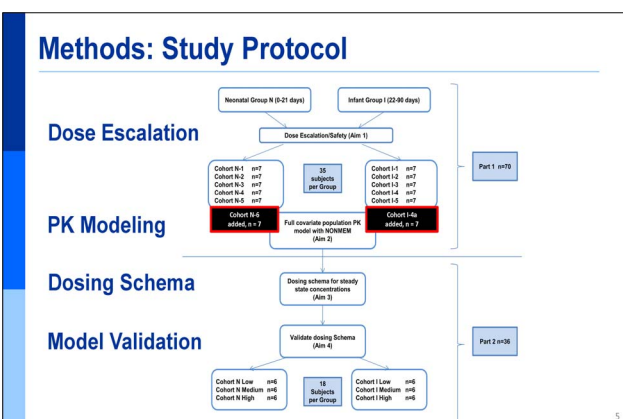 Methods: Study Protocol
Neonatal Group N (0-21 days)
Infant Group I (22-90 days)
Dose Escalation
Dose Escalation/Safety (Aim 1)
Part 1 n=70
Cohort N-1 n=7
Cohort N-2 n=7
Cohort N-3 n=7
Cohort N-4 n=7
Cohort N-5 n=7
35
subjects
per Group
Cohort I-1 n=7
Cohort I-2 n=7
Cohort I-3 n=7
Cohort I-4 n=7
Cohort I-5 n=7
PK Modeling
Cohort N-6
added, n = 7
Full covariate population PK
model with NONMEM
(Aim 2)
Cohort I-4a
added, n = 7
Dosing Schema
Dosing schema for steady
state concentrations
(Aim 3)
Model Validation
Validate dosing Schema
(Aim 4)
Part 2 n=36
Cohort N Low n=6
Cohort N Medium n=6
Cohort N High n=6
18
Subjects
per Group
Cohort I Low n=6
Cohort I Medium n=6
Cohort I High n=6
5